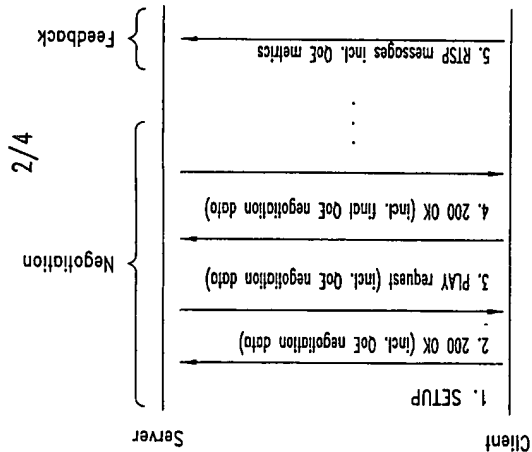 Client
Server
1. SETUP
2. 200 OK (incl. QoE negotiation data)
3. PLAY request (incl. QoE negotiation data)
Negotiation
4. 200 OK (incl. final QoE negotiation data)
5. RTSP messages incl. QoE metrics
Feedback
2/4